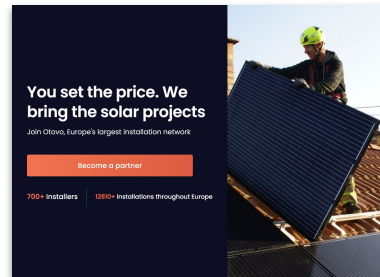 You set the price. We
bring the solar projects
Join Otovo, Europe's largest installation network
Become a partner
700+ Installers
12810+ Installations throughout Europe